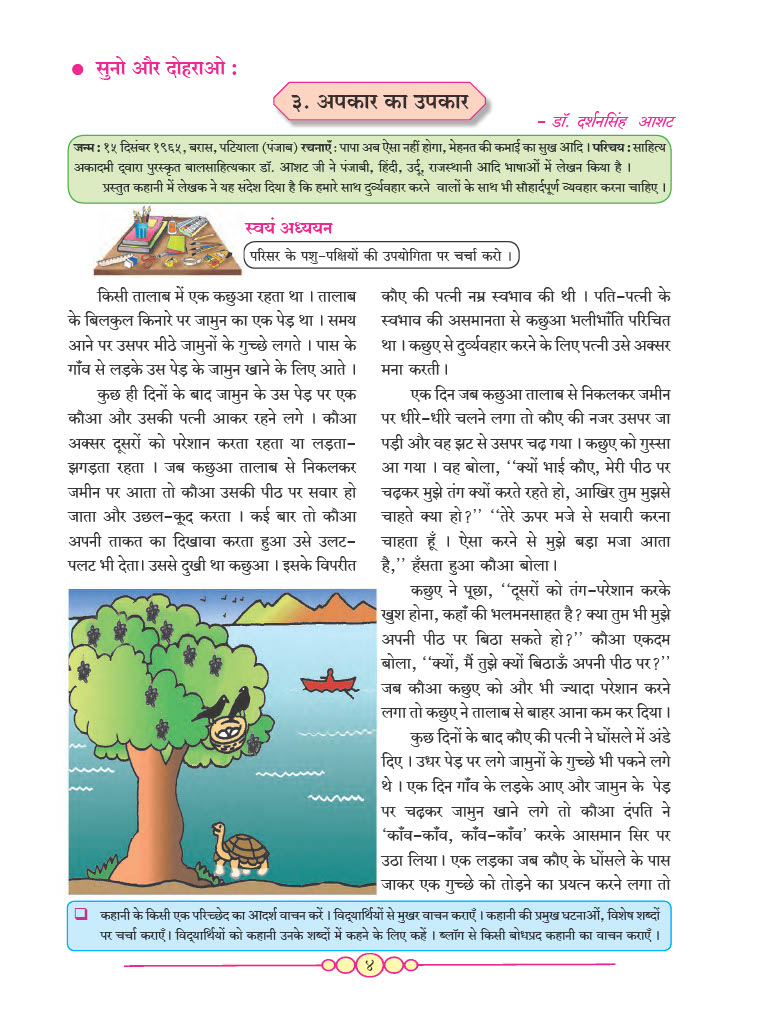 ● सुनो और दोहराओ :
३. अपकार का उपकार
– डॉ. दर्शनसिंह आशट
जन्म : १५ दिसंबर १९६५, बरास, पटियाला (पंजाब) रचनाएँ : पापा अब ऐसा नहीं होगा, मेहनत की कमाई का सुख आदि । परिचय : साहित्य
अकादमी द्वारा पुरस्कृत बालसाहित्यकार डॉ. आशट जी ने पंजाबी, हिंदी, उर्दू, राजस्थानी आदि भाषाओं में लेखन किया है ।
प्रस्तुत कहानी में लेखक ने यह संदेश दिया है कि हमारे साथ दुर्व्यवहार करने वालों के साथ भी सौहार्दपूर्ण व्यवहार करना चाहिए ।
स्वयं अध्ययन
परिसर के पशु-पक्षियों की उपयोगिता पर चर्चा करो ।
किसी तालाब में एक कछुआ रहता था । तालाब
के बिलकुल किनारे पर जामुन का एक पेड़ था । समय
आने पर उसपर मीठे जामुनों के गुच्छे लगते । पास के
गाँव से लड़के उस पेड़ के जामुन खाने के लिए आते ।
कुछ ही दिनों के बाद जामुन के उस पेड़ पर एक
कौआ और उसकी पत्नी आकर रहने लगे । कौआ
अक्सर दूसरों को परेशान करता रहता या लड़ता-
झगड़ता रहता । जब कछुआ तालाब से निकलकर
जमीन पर आता तो कौआ उसकी पीठ पर सवार हो
जाता और उछल-कूद करता । कई बार तो कौआ
अपनी ताकत का दिखावा करता हुआ उसे उलट-
पलट भी देता। उससे दुखी था कछुआ । इसके विपरीत
कौए की पत्नी नम्र स्वभाव की थी । पति-पत्नी के
स्वभाव की असमानता से कछुआ भलीभाँति परिचित
था । कछुए से दुर्व्यवहार करने के लिए पत्नी उसे अक्सर
मना करती ।
एक दिन जब कछुआ तालाब से निकलकर जमीन
पर धीरे-धीरे चलने लगा तो कौए की नजर उसपर जा
पड़ी और वह झट से उसपर चढ़ गया । कछुए को गुस्सा
आ गया । वह बोला, ‘‘क्यों भाई कौए, मेरी पीठ पर
चढ़कर मुझे तंग क्यों करते रहते हो, आखिर तुम मुझसे
चाहते क्या हो?’’ ‘‘तेरे ऊपर मजे से सवारी करना
चाहता हूँ । ऐसा करने से मुझे बड़ा मजा आता
है,’’ हँसता हुआ कौआ बोला ।
कछुए ने पूछा, ‘‘दूसरों को तंग-परेशान करके
खुश होना, कहाँ की भलमनसाहत है? क्या तुम भी मुझे
अपनी पीठ पर बिठा सकते हो?’’ कौआ एकदम
बोला, ‘‘क्यों, मैं तुझे क्यों बिठाऊँ अपनी पीठ पर?’’
जब कौआ कछुए को और भी ज्यादा परेशान करने
लगा तो कछुए ने तालाब से बाहर आना कम कर दिया ।
कुछ दिनों के बाद कौए की पत्नी ने घोंसले में अंडे
दिए । उधर पेड़ पर लगे जामुनों के गुच्छे भी पकने लगे
थे । एक दिन गाँव के लड़के आए और जामुन के पेड़
पर चढ़कर जामुन खाने लगे तो कौआ दंपति ने
‘काँव-काँव, काँव-काँव’ करके आसमान सिर पर
उठा लिया । एक लड़का जब कौए के घोंसले के पास
जाकर एक गुच्छे को तोड़ने का प्रयत्न करने लगा तो
❑ कहानी के किसी एक परिच्छेद का आदर्श वाचन करें । विद्यार्थियों से मुखर वाचन कराएँ । कहानी की प्रमुख घटनाओं, विशेष शब्दों
पर चर्चा कराएँ । विद्यार्थियों को कहानी उनके शब्दों में कहने के लिए कहें । ब्लॉग से किसी बोधप्रद कहानी का वाचन कराएँ ।
४